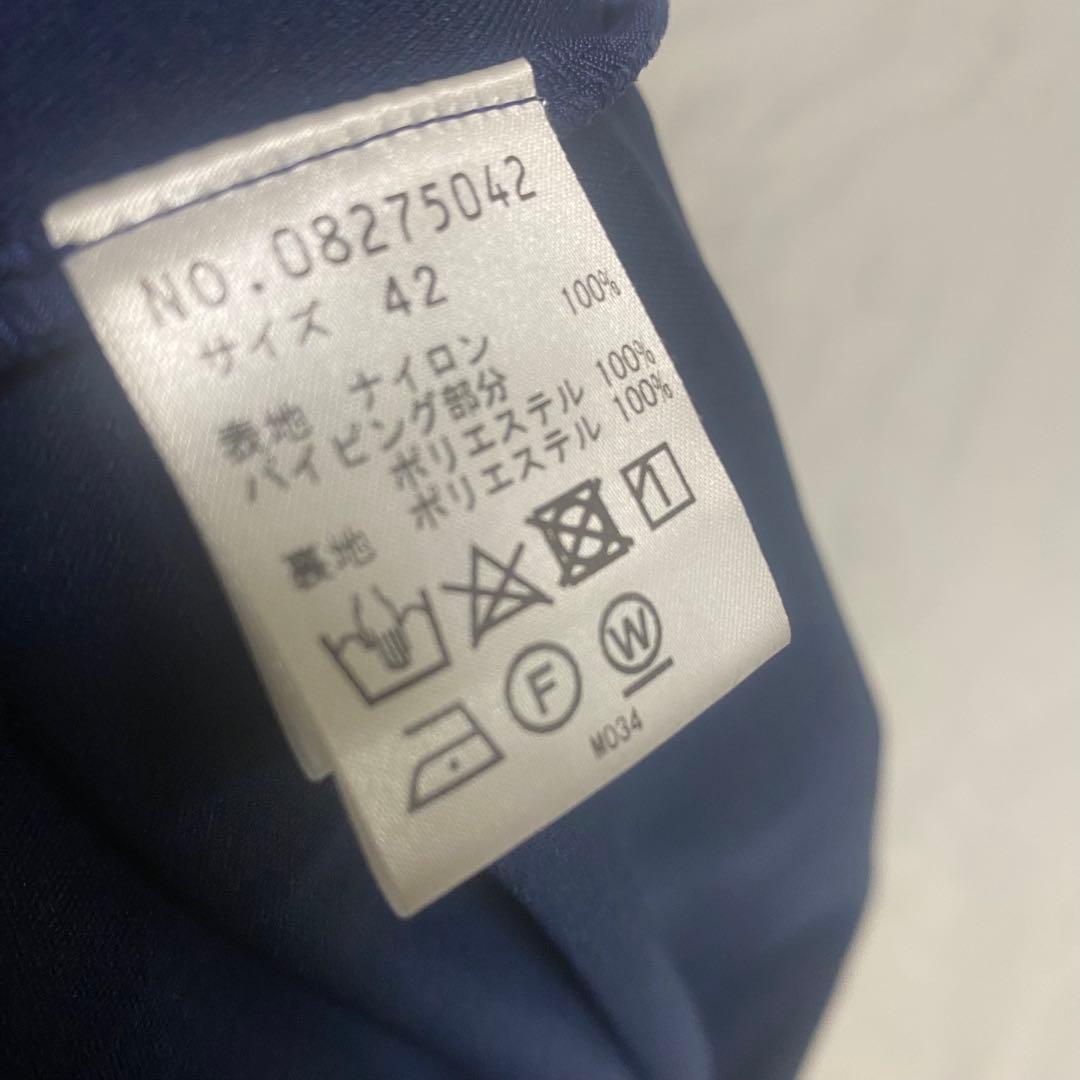 NO.08275042
サイズ 42
表地 ナイロン 100%
パイピング部分
ポリエステル 100%
裏地 ポリエステル 100%
F W
M034